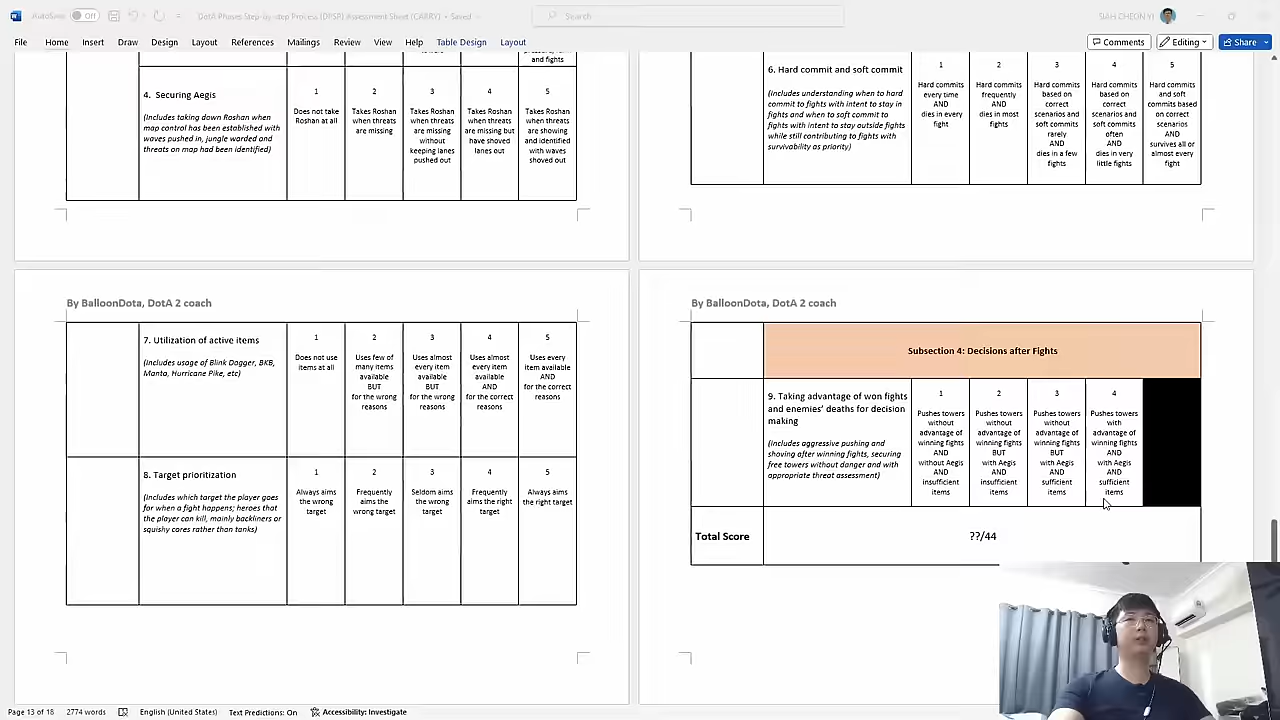 AutoSave Off DotA Phases Step-by-step Process (DPSP) Assessment Sheet (CARRY) • Saved Search SIAH CHEON YI
File Home Insert Draw Design Layout References Mailings Review View Help Table Design Layout Comments Editing Share
and fights
4. Securing Aegis
(Includes taking down Roshan when
map control has been established with
waves pushed in, jungle warded and
threats on map had been identified)
1
Does not take
Roshan at all
2
Takes Roshan
when threats
are missing
3
Takes Roshan
when threats
are missing
without
keeping lanes
pushed out
4
Takes Roshan
when threats
are missing but
have shoved
lanes out
5
Takes Roshan
when threats
are showing
and identified
with waves
shoved out
6. Hard commit and soft commit
(Includes understanding when to hard
commit to fights with intent to stay in
fights and when to soft commit to
fights with intent to stay outside fights
while still contributing to fights with
survivability as priority)
1
Hard commits
every time
AND
dies in every
fight
2
Hard commits
frequently
AND
dies in most
fights
3
Hard commits
based on
correct
scenarios and
soft commits
rarely
AND
dies in a few
fights
4
Hard commits
based on
correct
scenarios and
soft commits
often
AND
dies in very
little fights
5
Hard commits
and soft
commits based
on correct
scenarios
AND
survives all or
almost every
fight
By BalloonDota, DotA 2 coach
7. Utilization of active items
(Includes usage of Blink Dagger, BKB,
Manta, Hurricane Pike, etc)
1
Does not use
items at all
2
Uses few of
many items
available
BUT
for the wrong
reasons
3
Uses almost
every item
available
BUT
for the wrong
reasons
4
Uses almost
every item
available
AND
for the correct
reasons
5
Uses every
item available
AND
for the correct
reasons
8. Target prioritization
(Includes which target the player goes
for when a fight happens; heroes that
the player can kill, mainly backliners or
squishy cores rather than tanks)
1
Always aims
the wrong
target
2
Frequently
aims the
wrong target
3
Seldom aims
the wrong
target
4
Frequently
aims the right
target
5
Always aims
the right target
By BalloonDota, DotA 2 coach
Subsection 4: Decisions after Fights
9. Taking advantage of won fights
and enemies' deaths for decision
making
(Includes aggressive pushing and
shoving after winning fights, securing
free towers without danger and with
appropriate threat assessment)
1
Pushes towers
without
advantage of
winning fights
AND
without Aegis
AND
insufficient
items
2
Pushes towers
without
advantage of
winning fights
BUT
with Aegis
AND
insufficient
items
3
Pushes towers
without
advantage of
winning fights
BUT
with Aegis
AND
sufficient
items
4
Pushes towers
with
advantage of
winning fights
AND
with Aegis
AND
sufficient
items
Total Score ??/44
Page 13 of 18 2774 words English (United States) Text Predictions: On Accessibility: Investigate